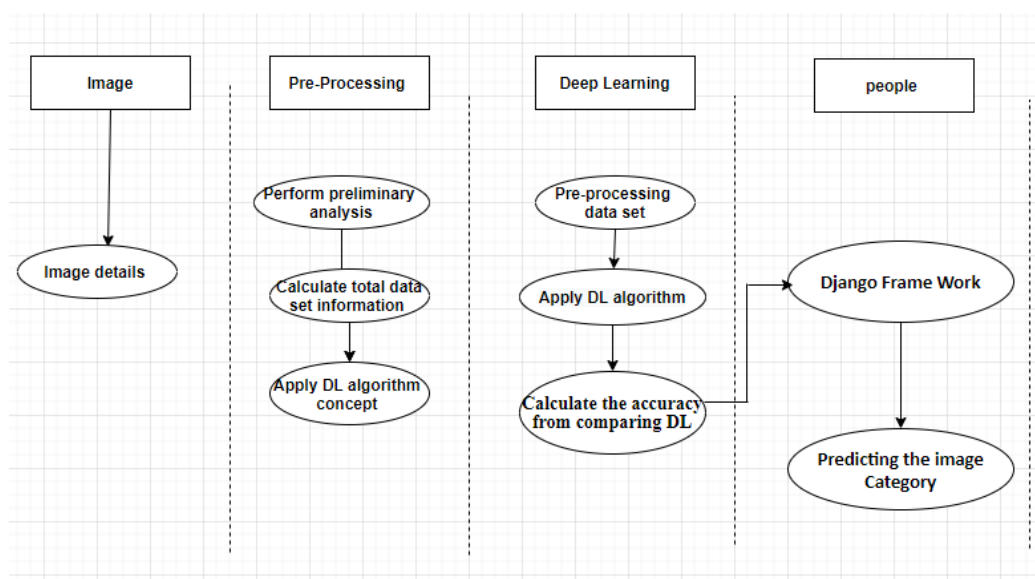 Image
Pre-Processing
Deep Learning
people
Image details
Perform preliminary
analysis
Calculate total data
set information
Apply DL algorithm
concept
Pre-processing
data set
Apply DL algorithm
Calculate the accuracy
from comparing DL
Django Frame Work
Predicting the image
Category